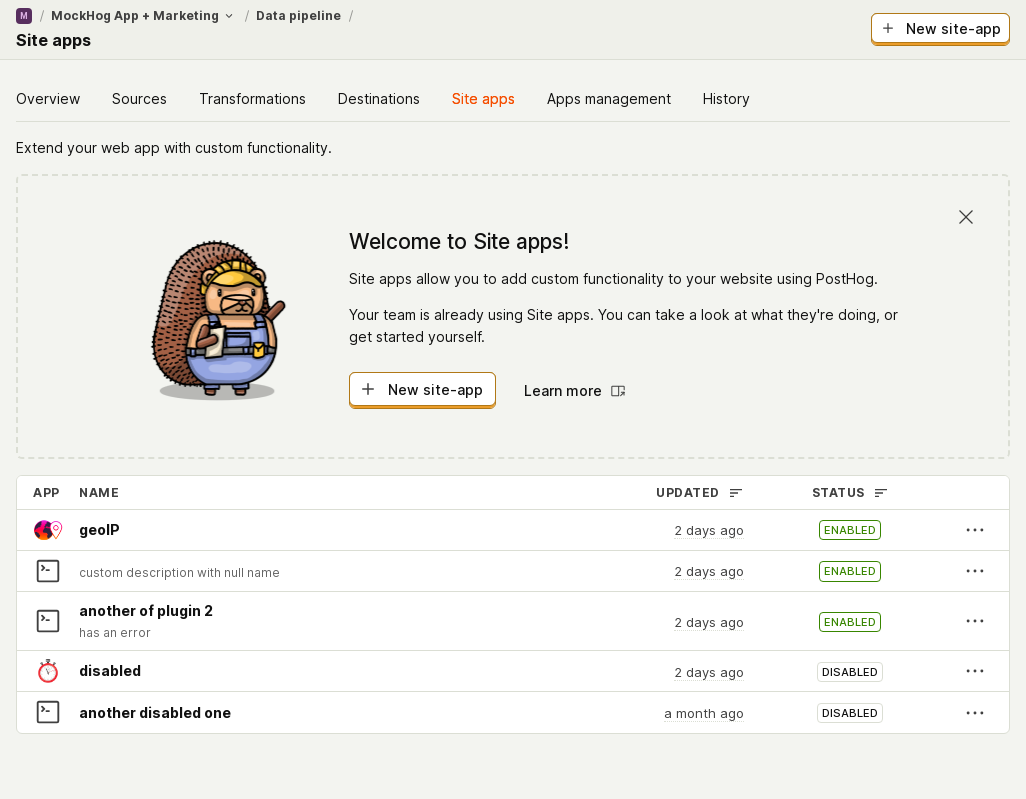 M / MockHog App + Marketing / Data pipeline /
Site apps
+ New site-app
Overview Sources Transformations Destinations Site apps Apps management History
Extend your web app with custom functionality.
Welcome to Site apps!
Site apps allow you to add custom functionality to your website using PostHog.
Your team is already using Site apps. You can take a look at what they're doing, or
get started yourself.
+ New site-app Learn more
APP NAME UPDATED STATUS
geoIP 2 days ago ENABLED
custom description with null name 2 days ago ENABLED
another of plugin 2
has an error 2 days ago ENABLED
disabled 2 days ago DISABLED
another disabled one a month ago DISABLED